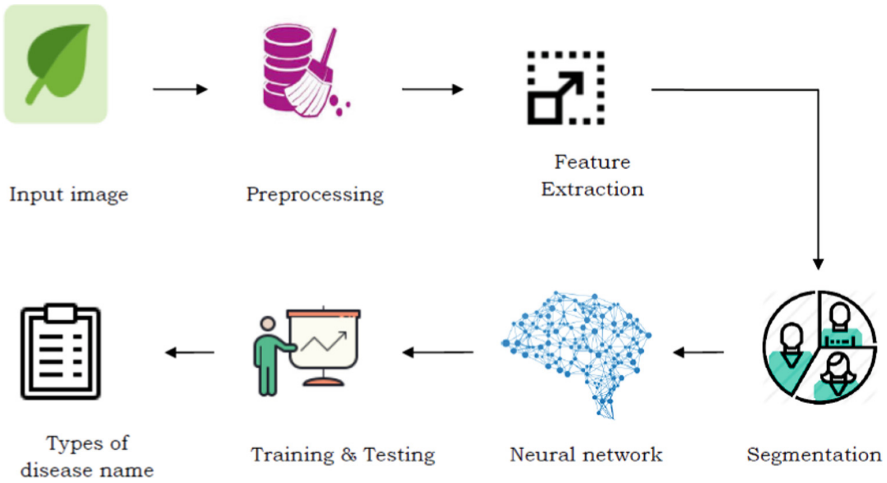 Input image
Preprocessing
Feature
Extraction
Types of
disease name
Training & Testing
Neural network
Segmentation